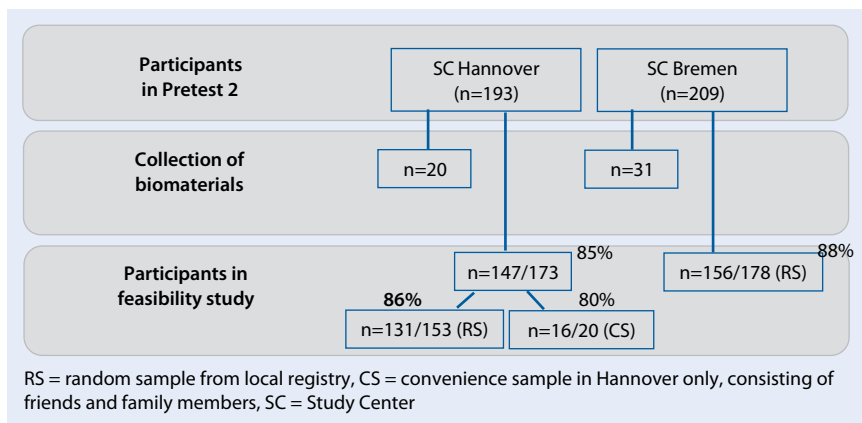 Participants
in Pretest 2
SC Hannover
(n=193)
SC Bremen
(n=209)
Collection of
biomaterials
n=20
n=31
Participants in
feasibility study
n=147/173
85%
n=156/178 (RS)
88%
86%
80%
n=131/153 (RS)
n=16/20 (CS)
RS = random sample from local registry, CS = convenience sample in Hannover only, consisting of
friends and family members, SC = Study Center